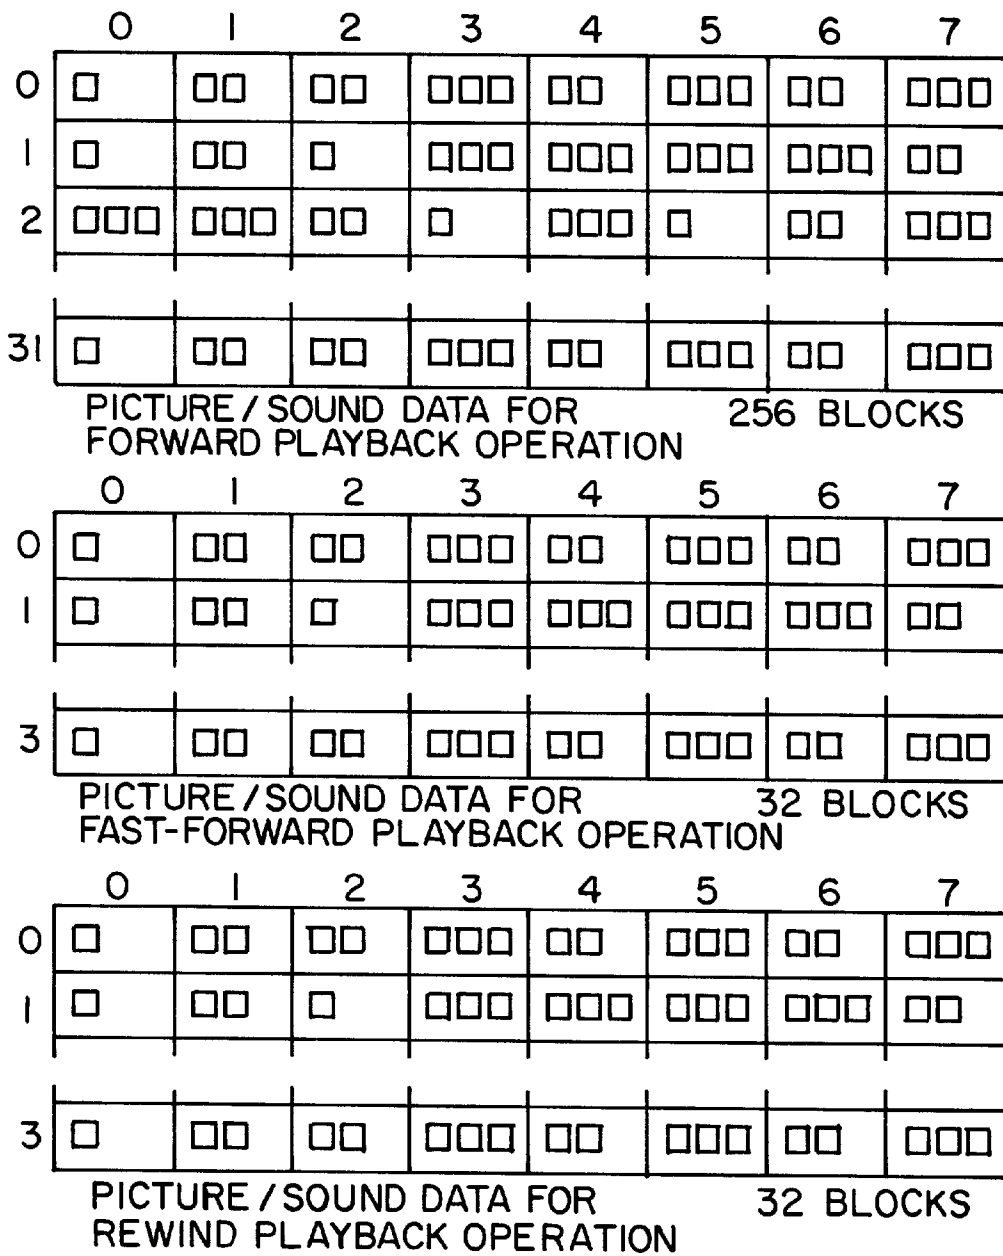 0 1 2 3 4 5 6 7
0
1
2
31
PICTURE/SOUND DATA FOR 256 BLOCKS
FORWARD PLAYBACK OPERATION
0 1 2 3 4 5 6 7
0
1
3
PICTURE/SOUND DATA FOR 32 BLOCKS
FAST-FORWARD PLAYBACK OPERATION
0 1 2 3 4 5 6 7
0
1
3
PICTURE/SOUND DATA FOR 32 BLOCKS
REWIND PLAYBACK OPERATION